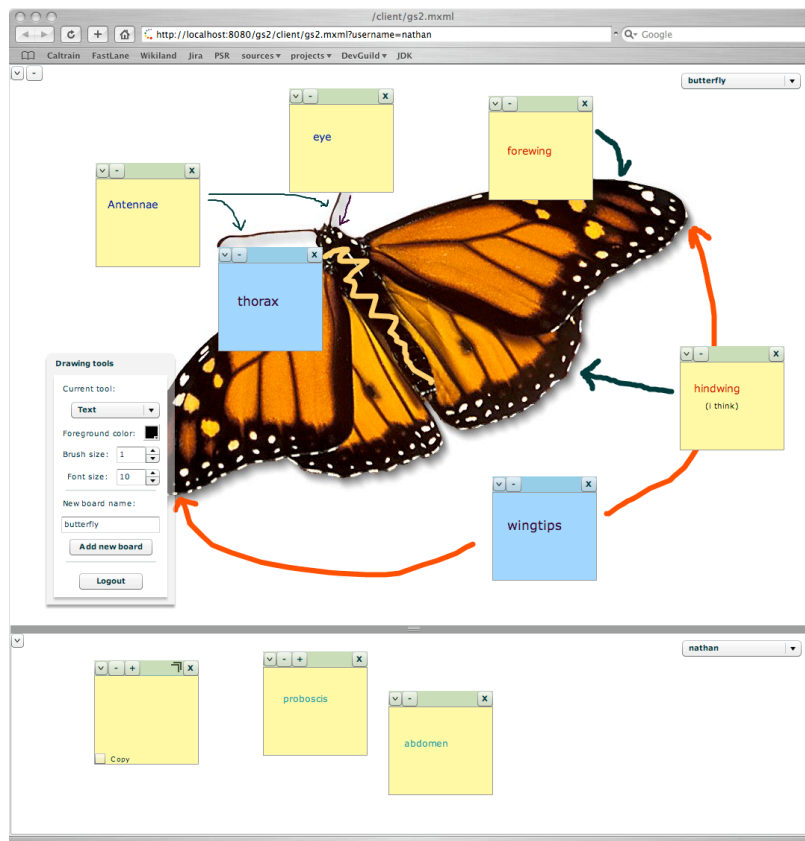 /client/gs2.mxml
http://localhost:8080/gs2/client/gs2.mxml?username=nathan
Google
Caltrain FastLane Wikiland Jira PSR sources projects DevGuild JDK
butterfly
eye
forewing
Antennae
thorax
hindwing
(i think)
wingtips
Drawing tools
Current tool:
Text
Foreground color:
Brush size: 1
Font size: 10
New board name:
butterfly
Add new board
Logout
nathan
Copy
proboscis
abdomen